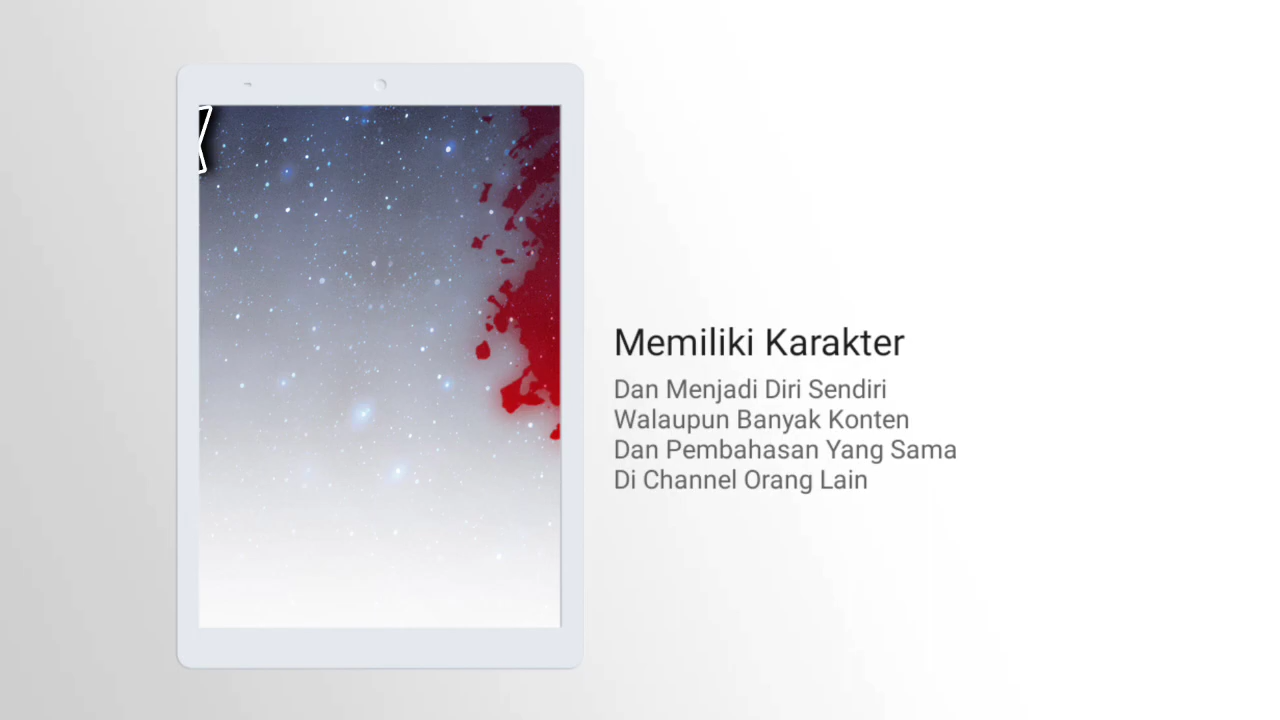 Memiliki Karakter
Dan Menjadi Diri Sendiri
Walaupun Banyak Konten
Dan Pembahasan Yang Sama
Di Channel Orang Lain